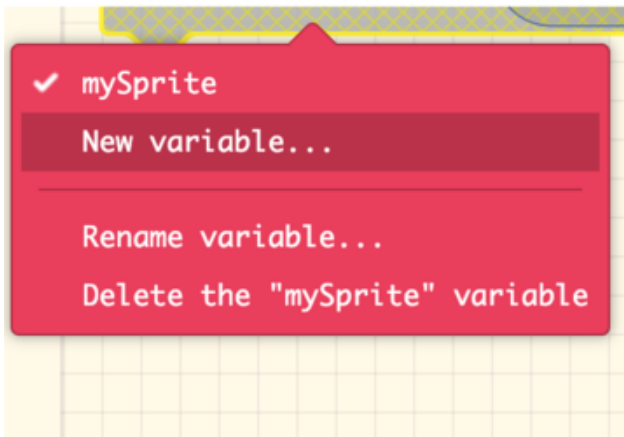 mySprite
New variable...
Rename variable...
Delete the "mySprite" variable